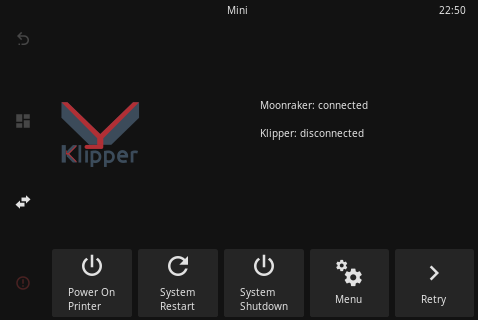 Mini
22:50
Moonraker: connected
Klipper: disconnected
Klipper
Power On
Printer
System
Restart
System
Shutdown
Menu
Retry